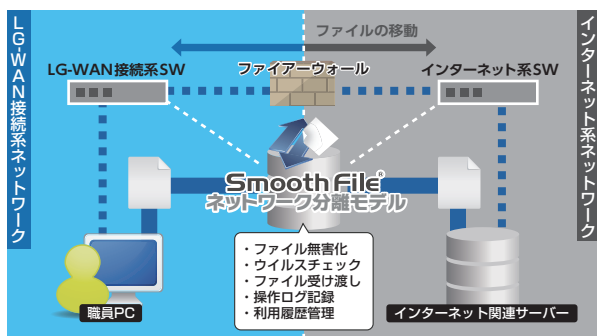 LG-WAN接続系ネットワーク
ファイルの移動
インターネット系ネットワーク
LG-WAN接続系SW
ファイアーウォール
インターネット系SW
Smooth File®
ネットワーク分離モデル
・ファイル無害化
・ウイルスチェック
・ファイル受け渡し
・操作ログ記録
・利用履歴管理
職員PC
インターネット関連サーバー